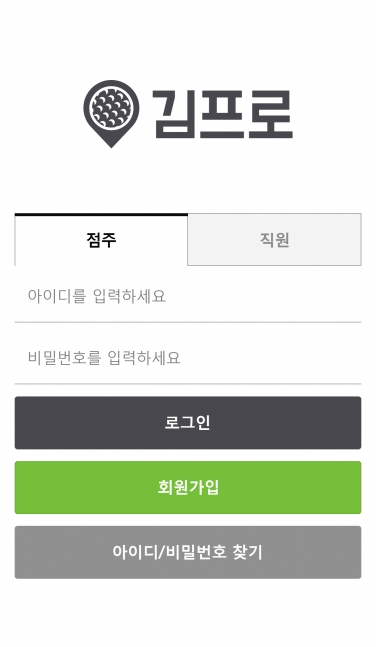 김프로
점주 직원
아이디를 입력하세요
비밀번호를 입력하세요
로그인
회원가입
아이디/비밀번호 찾기